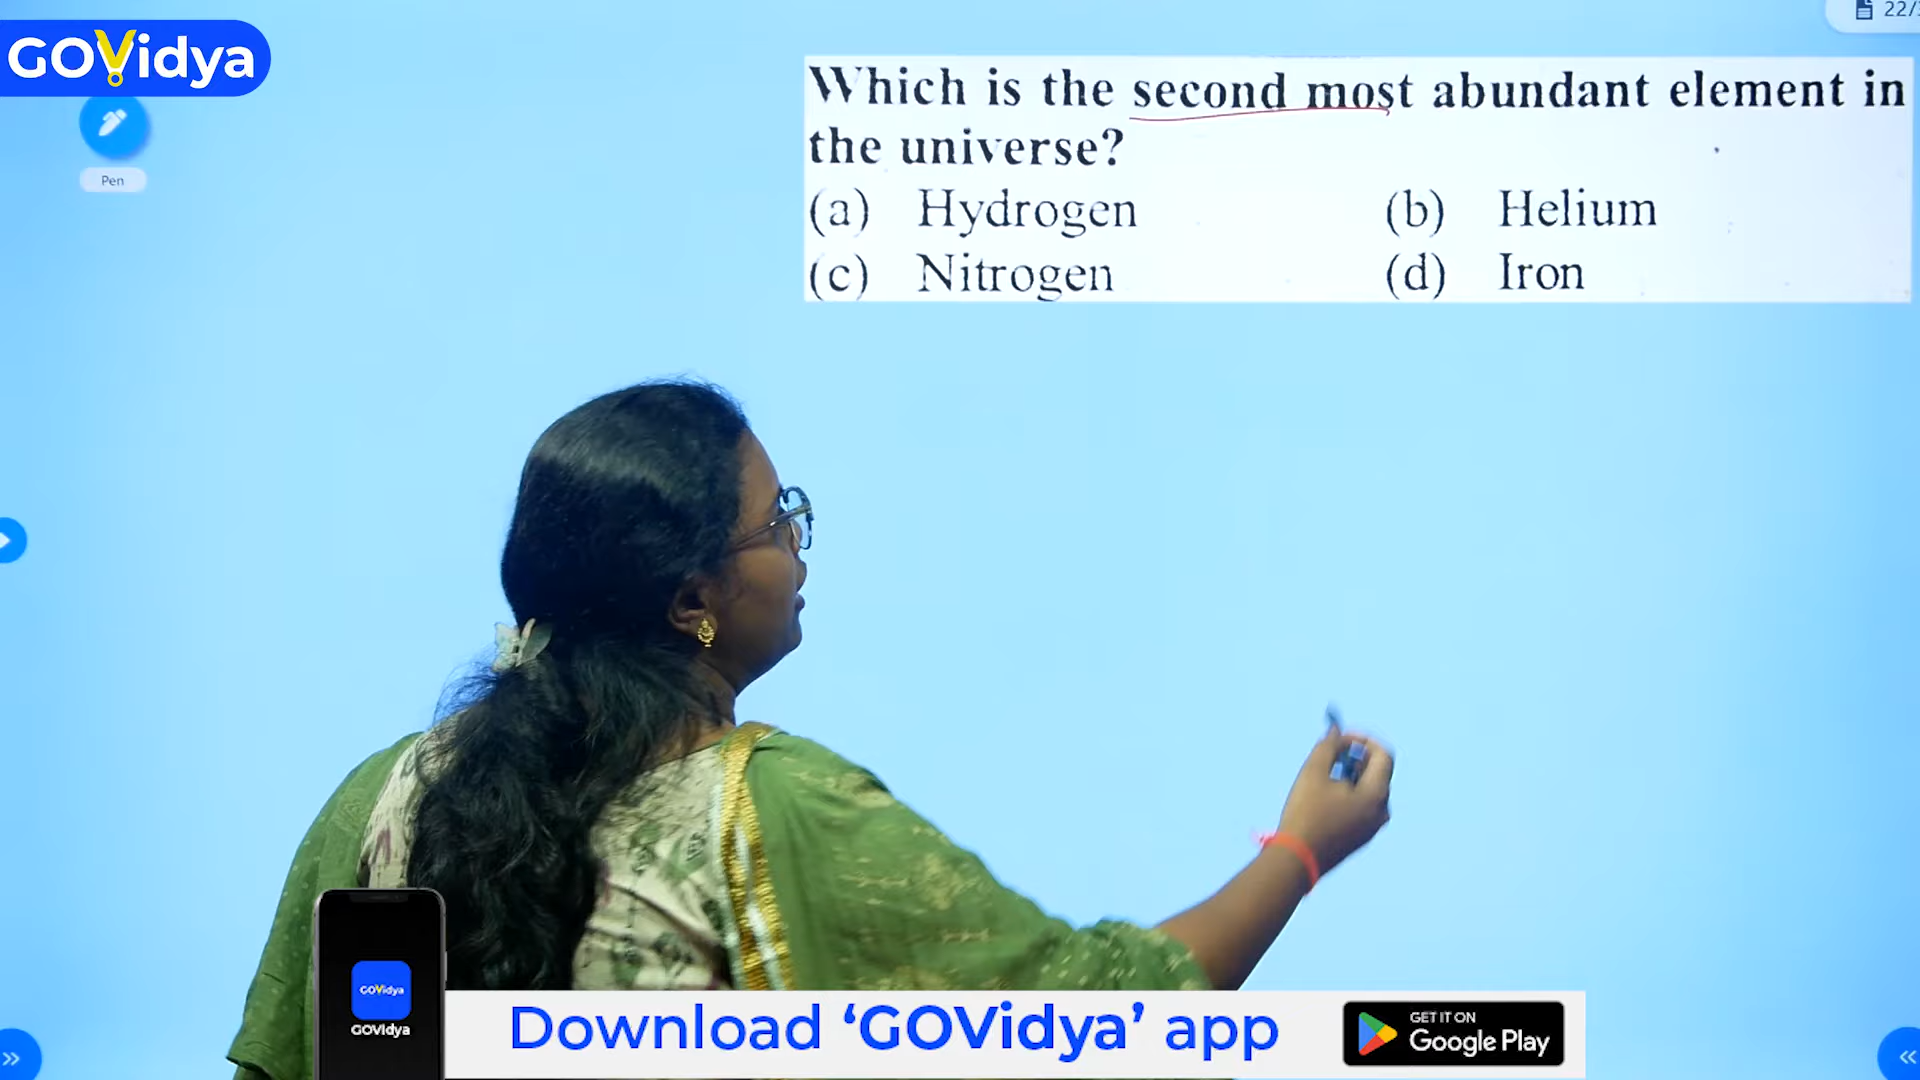 GOVidya
22/
Pen
Which is the second most abundant element in
the universe?
(a) Hydrogen (b) Helium
(c) Nitrogen (d) Iron
GOVidya
GOVidya
Download ‘GOVidya’ app
GET IT ON
Google Play